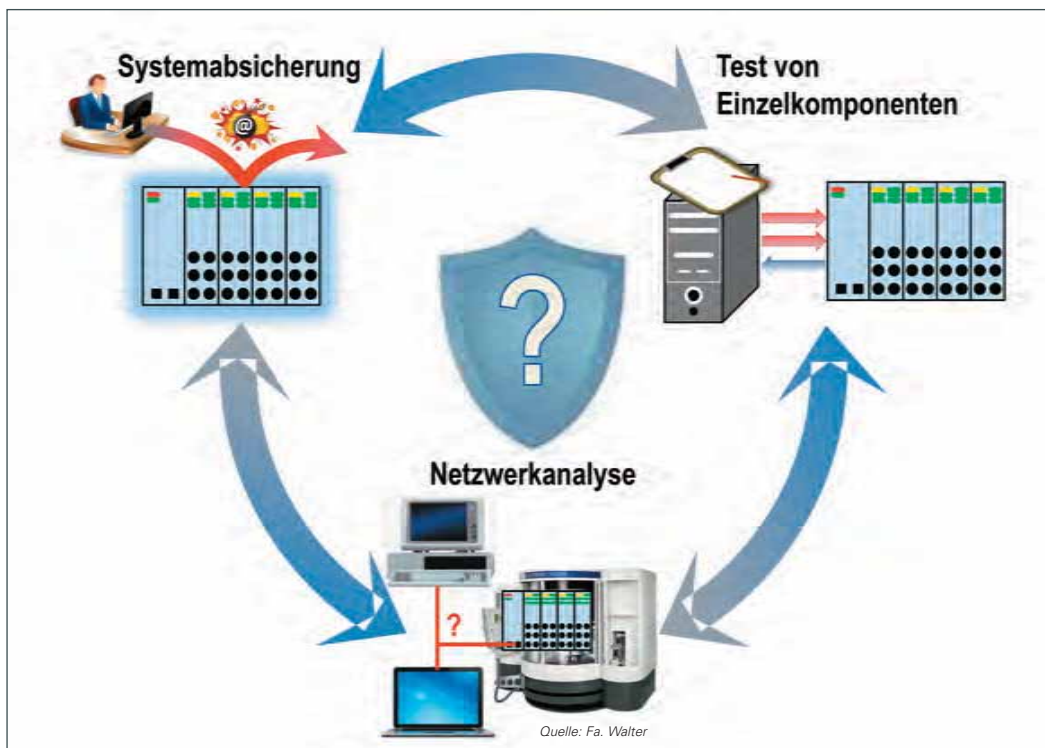 Systemabsicherung
Test von
Einzelkomponenten
@
?
Netzwerkanalyse
?
Quelle: Fa. Walter